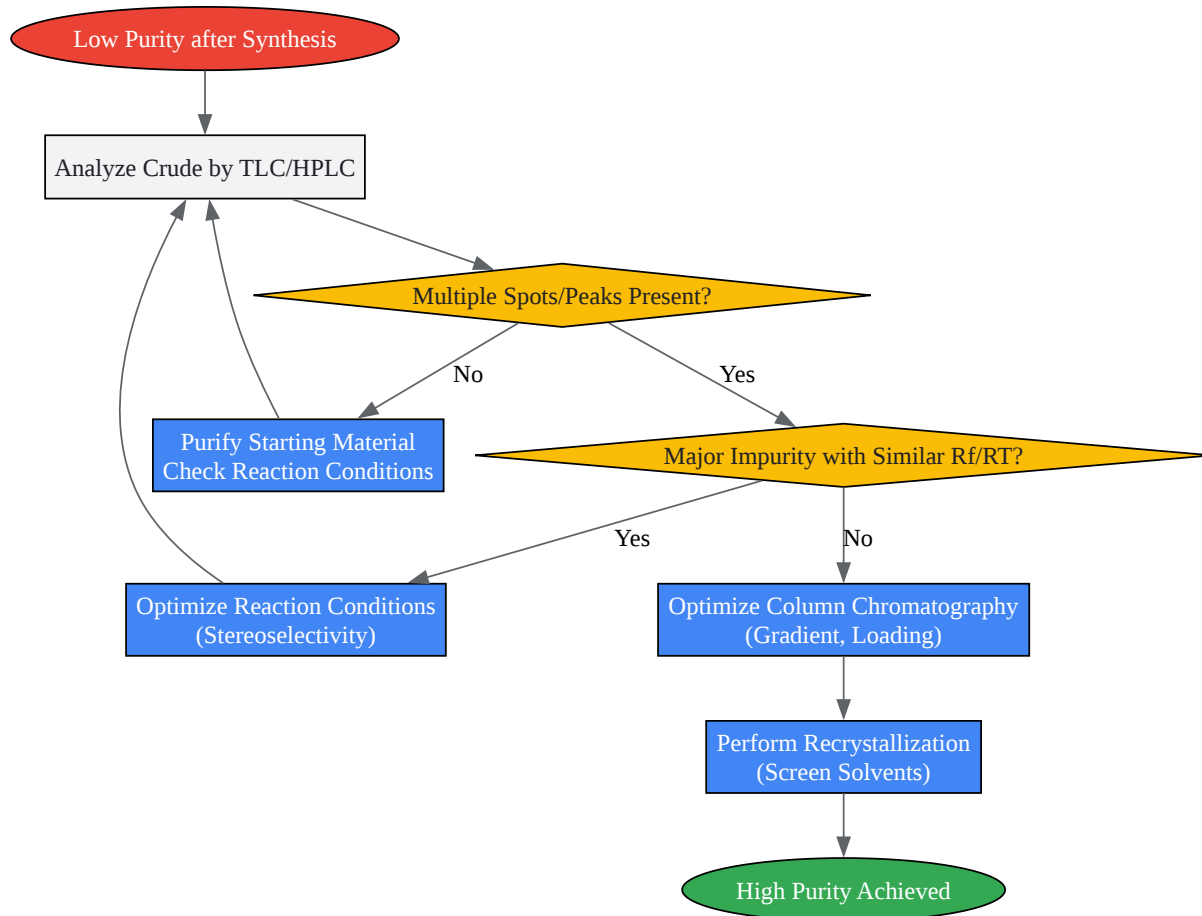 Low Purity after Synthesis
Analyze Crude by TLC/HPLC
Multiple Spots/Peaks Present?
No
Yes
Purify Starting Material
Check Reaction Conditions
Major Impurity with Similar Rf/RT?
Yes
No
Optimize Reaction Conditions
(Stereoselectivity)
Optimize Column Chromatography
(Gradient, Loading)
Perform Recrystallization
(Screen Solvents)
High Purity Achieved